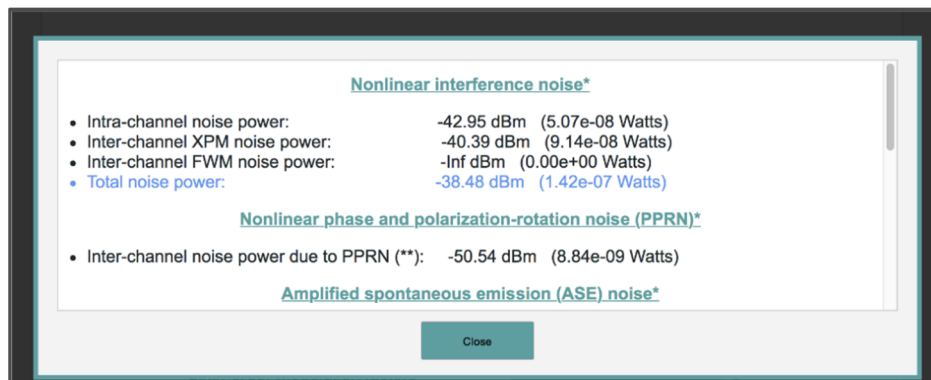 Nonlinear interference noise*
• Intra-channel noise power: -42.95 dBm (5.07e-08 Watts)
• Inter-channel XPM noise power: -40.39 dBm (9.14e-08 Watts)
• Inter-channel FWM noise power: -Inf dBm (0.00e+00 Watts)
• Total noise power: -38.48 dBm (1.42e-07 Watts)
Nonlinear phase and polarization-rotation noise (PPRN)*
• Inter-channel noise power due to PPRN (**): -50.54 dBm (8.84e-09 Watts)
Amplified spontaneous emission (ASE) noise*
Close